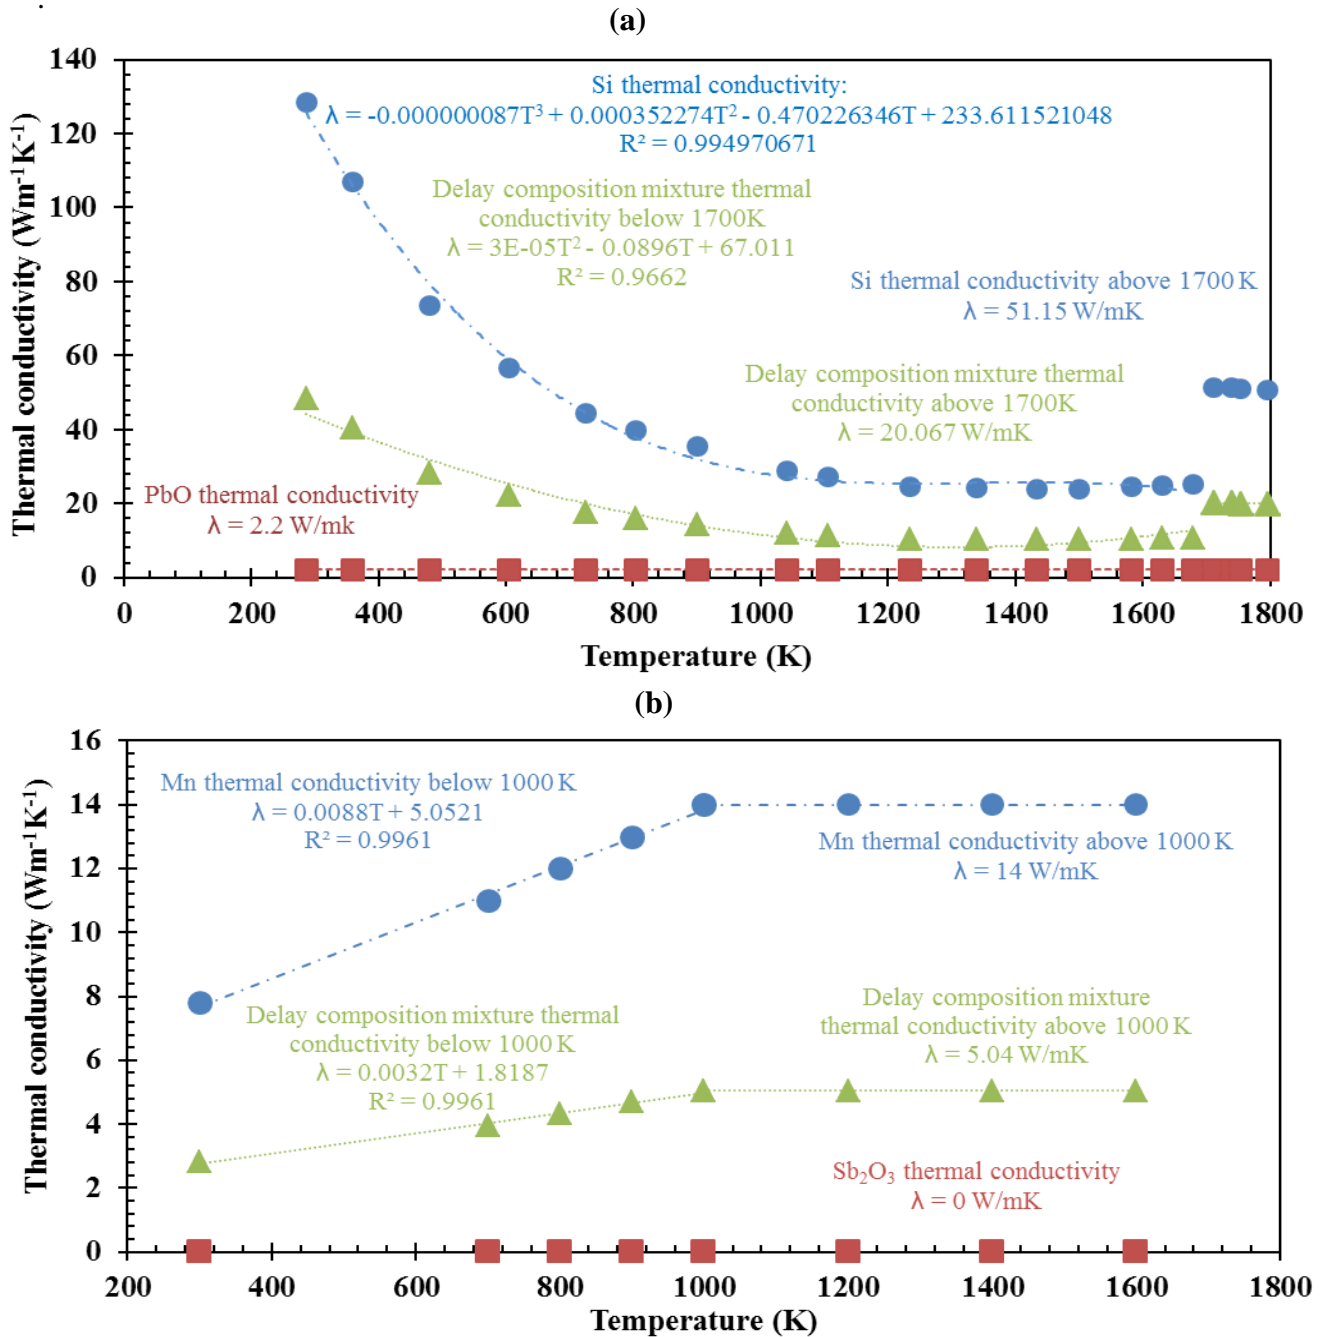 (a)
Thermal conductivity (Wm⁻¹K⁻¹)
140
120
100
80
60
40
20
0
Si thermal conductivity:
λ = -0.000000087T³ + 0.000352274T² - 0.470226346T + 233.611521048
R² = 0.994970671
Delay composition mixture thermal
conductivity below 1700K
λ = 3E-05T² - 0.0896T + 67.011
R² = 0.9662
Si thermal conductivity above 1700 K
λ = 51.15 W/mK
Delay composition mixture thermal
conductivity above 1700K
λ = 20.067 W/mK
PbO thermal conductivity
λ = 2.2 W/mk
0 200 400 600 800 1000 1200 1400 1600 1800
Temperature (K)
(b)
Thermal conductivity (Wm⁻¹K⁻¹)
16
14
12
10
8
6
4
2
0
Mn thermal conductivity below 1000 K
λ = 0.0088T + 5.0521
R² = 0.9961
Mn thermal conductivity above 1000 K
λ = 14 W/mK
Delay composition mixture thermal
conductivity below 1000 K
λ = 0.0032T + 1.8187
R² = 0.9961
Delay composition mixture
thermal conductivity above 1000 K
λ = 5.04 W/mK
Sb₂O₃ thermal conductivity
λ = 0 W/mK
200 400 600 800 1000 1200 1400 1600 1800
Temperature (K)